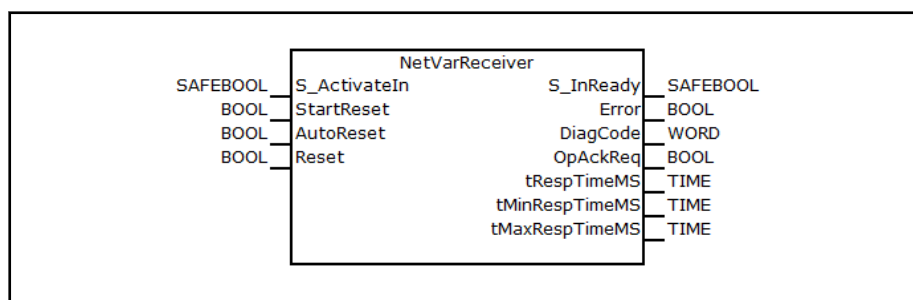 NetVarReceiver
SAFEBOOL S_ActivateIn S_InReady SAFEBOOL
BOOL StartReset Error BOOL
BOOL AutoReset DiagCode WORD
BOOL Reset OpAckReq BOOL
tRespTimeMS TIME
tMinRespTimeMS TIME
tMaxRespTimeMS TIME